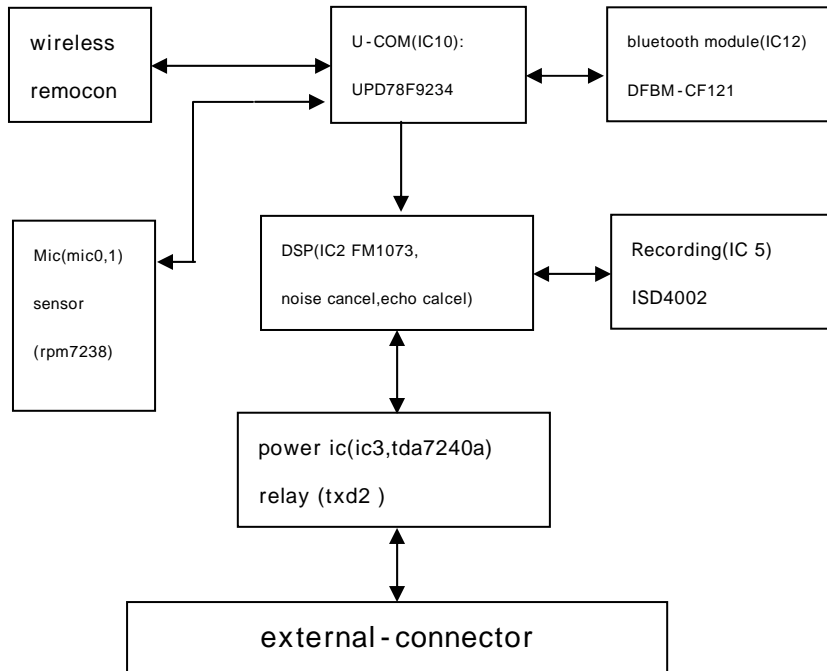 wireless
remocon
U-COM(IC10):
UPD78F9234
bluetooth module(IC12)
DFBM-CF121
Mic(mic0,1)
sensor
(rpm7238)
DSP(IC2 FM1073,
noise cancel,echo calcel)
Recording(IC 5)
ISD4002
power ic(ic3,tda7240a)
relay (txd2 )
external-connector